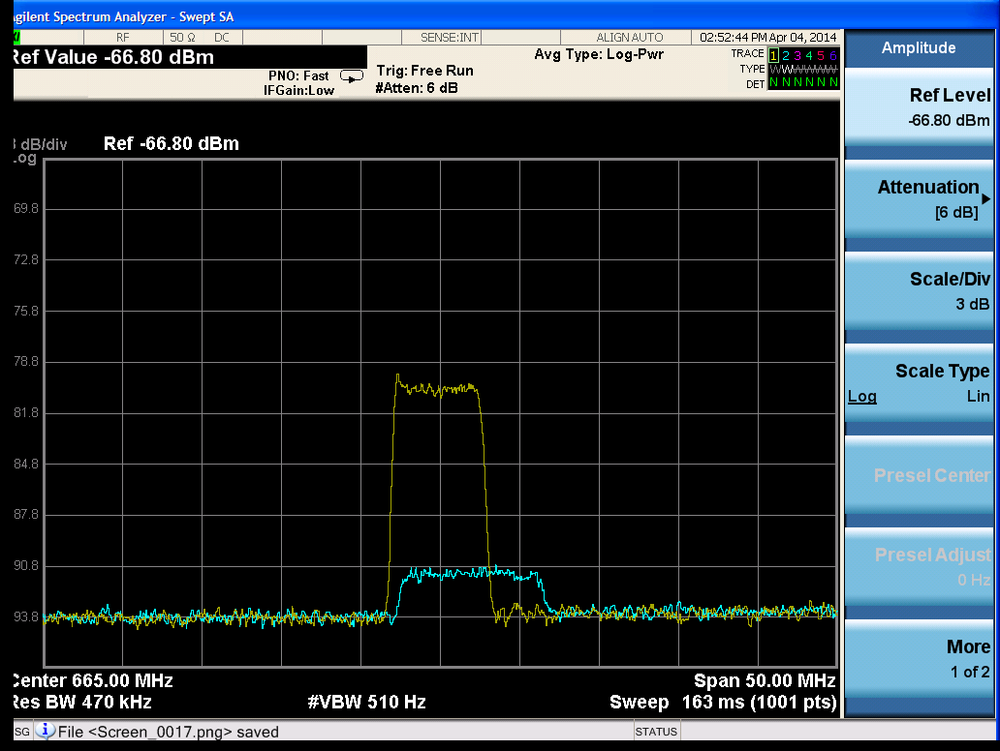 gilent Spectrum Analyzer - Swept SA
RF 50 Ω DC SENSE:INT ALIGN AUTO 02:52:44 PM Apr 04, 2014
Ref Value -66.80 dBm
PNO: Fast
IFGain:Low
Trig: Free Run
#Atten: 6 dB
Avg Type: Log-Pwr
TRACE 1 2 3 4 5 6
TYPE
DET N N N N N N
dB/div Ref -66.80 dBm
Log
69.8
72.8
75.8
78.8
81.8
84.8
87.8
90.8
93.8
Center 665.00 MHz Span 50.00 MHz
Res BW 470 kHz #VBW 510 Hz Sweep 163 ms (1001 pts)
SG File <Screen_0017.png> saved STATUS
Amplitude
Ref Level
-66.80 dBm
Attenuation
[6 dB]
Scale/Div
3 dB
Scale Type
Log Lin
Presel Center
Presel Adjust
0 Hz
More
1 of 2